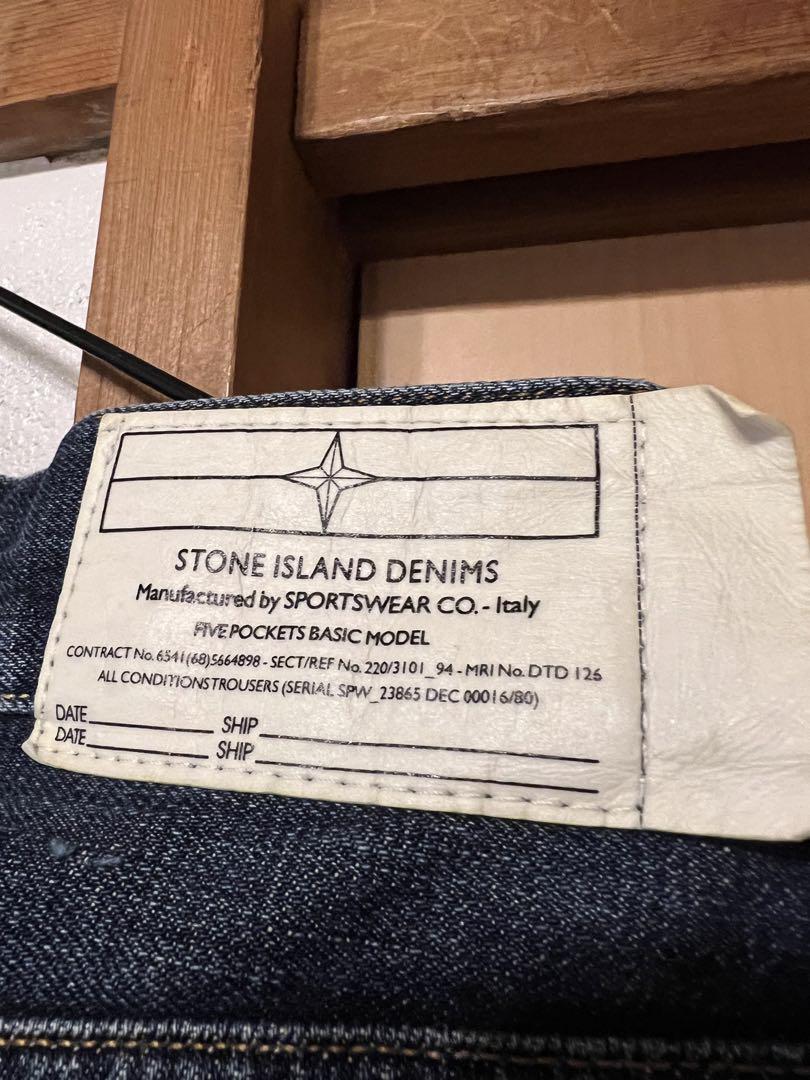 STONE ISLAND DENIMS
Manufactured by SPORTSWEAR CO. - Italy
FIVE POCKETS BASIC MODEL
CONTRACT No. 6541(68)5664898 - SECT/REF No. 220/3101_94 - MRI No. DTD 126
ALL CONDITIONS TROUSERS (SERIAL SPW_23865 DEC 00016/80)
DATE SHIP
DATE SHIP